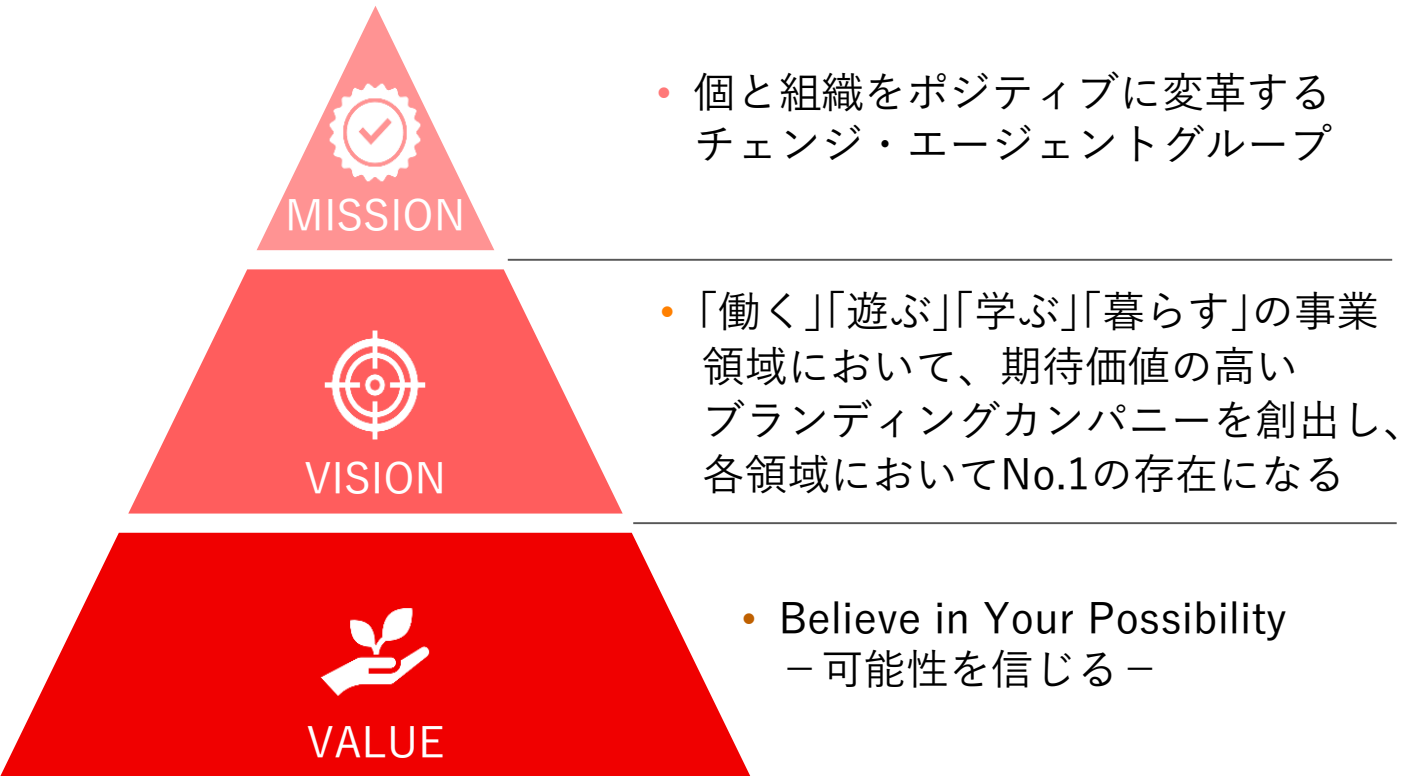 MISSION
• 個と組織をポジティブに変革する
チェンジ・エージェントグループ
VISION
• 「働く」「遊ぶ」「学ぶ」「暮らす」の事業
領域において、期待価値の高い
ブランディングカンパニーを創出し、
各領域においてNo.1の存在になる
VALUE
• Believe in Your Possibility
－可能性を信じる－